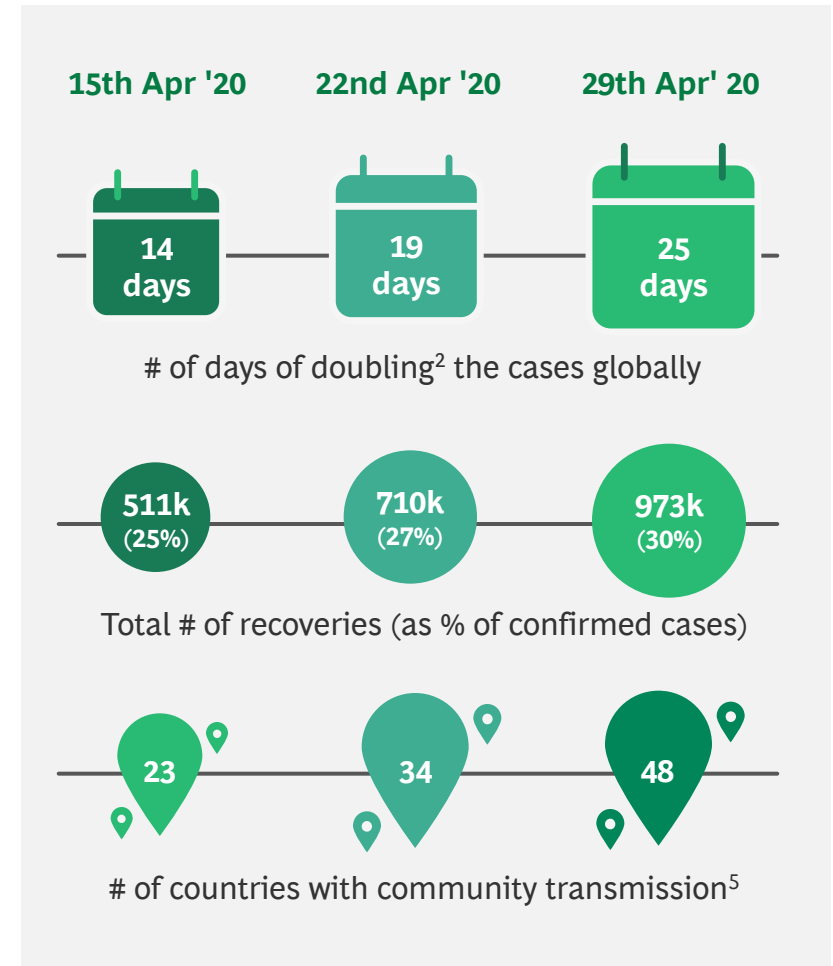 15th Apr '20 22nd Apr '20 29th Apr' 20
14 days 19 days 25 days
# of days of doubling² the cases globally
511k (25%) 710k (27%) 973k (30%)
Total # of recoveries (as % of confirmed cases)
23 34 48
# of countries with community transmission⁵